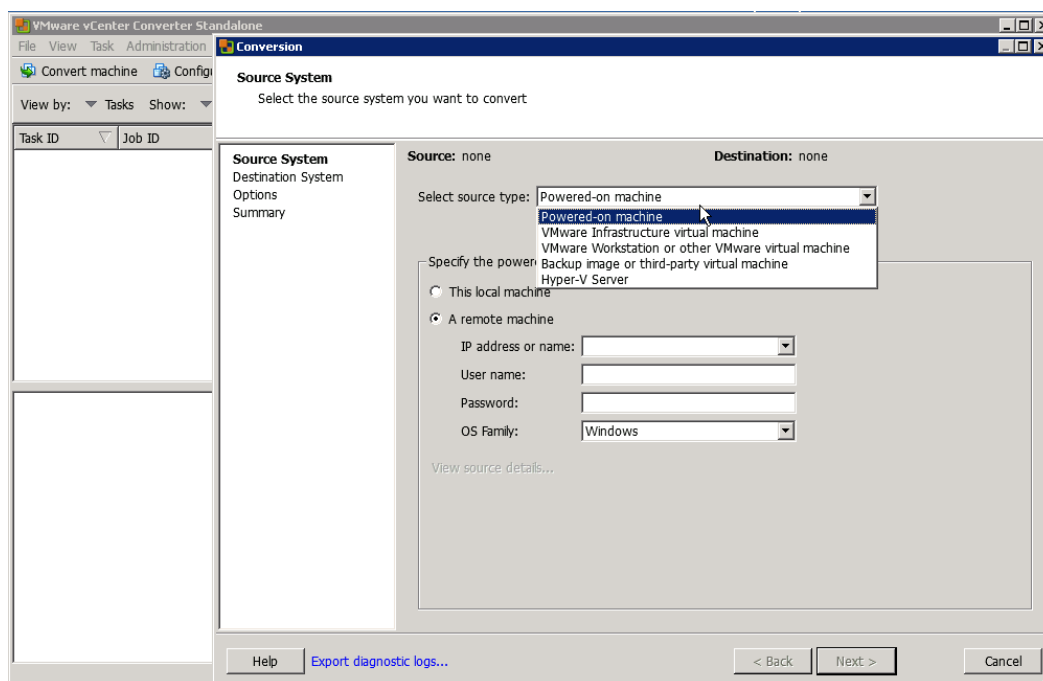 VMware vCenter Converter Standalone
File View Task Administration
Convert machine
View by: Tasks Show:
Task ID Job ID
Conversion
Source System
Select the source system you want to convert
Source System
Destination System
Options
Summary
Source: none Destination: none
Select source type: Powered-on machine
Powered-on machine
VMware Infrastructure virtual machine
VMware Workstation or other VMware virtual machine
Backup image or third-party virtual machine
Hyper-V Server
Specify the power
This local machine
A remote machine
IP address or name:
User name:
Password:
OS Family: Windows
View source details...
Help Export diagnostic logs... < Back Next > Cancel